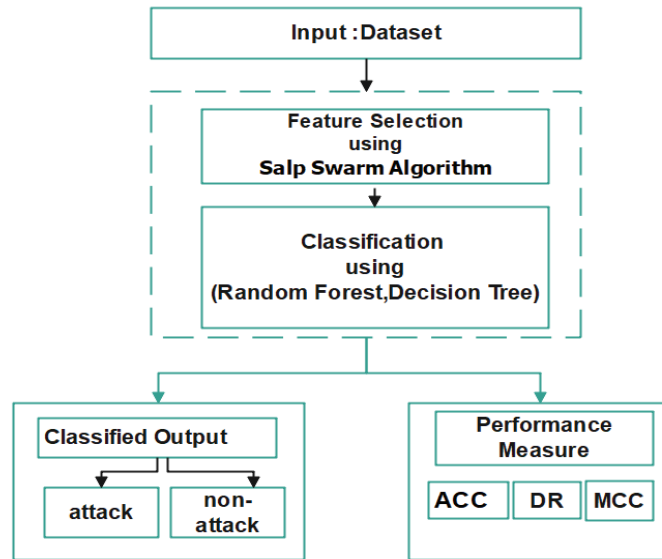 Input :Dataset
Feature Selection
using
Salp Swarm Algorithm
Classification
using
(Random Forest,Decision Tree)
Classified Output
attack
non-
attack
Performance
Measure
ACC
DR
MCC